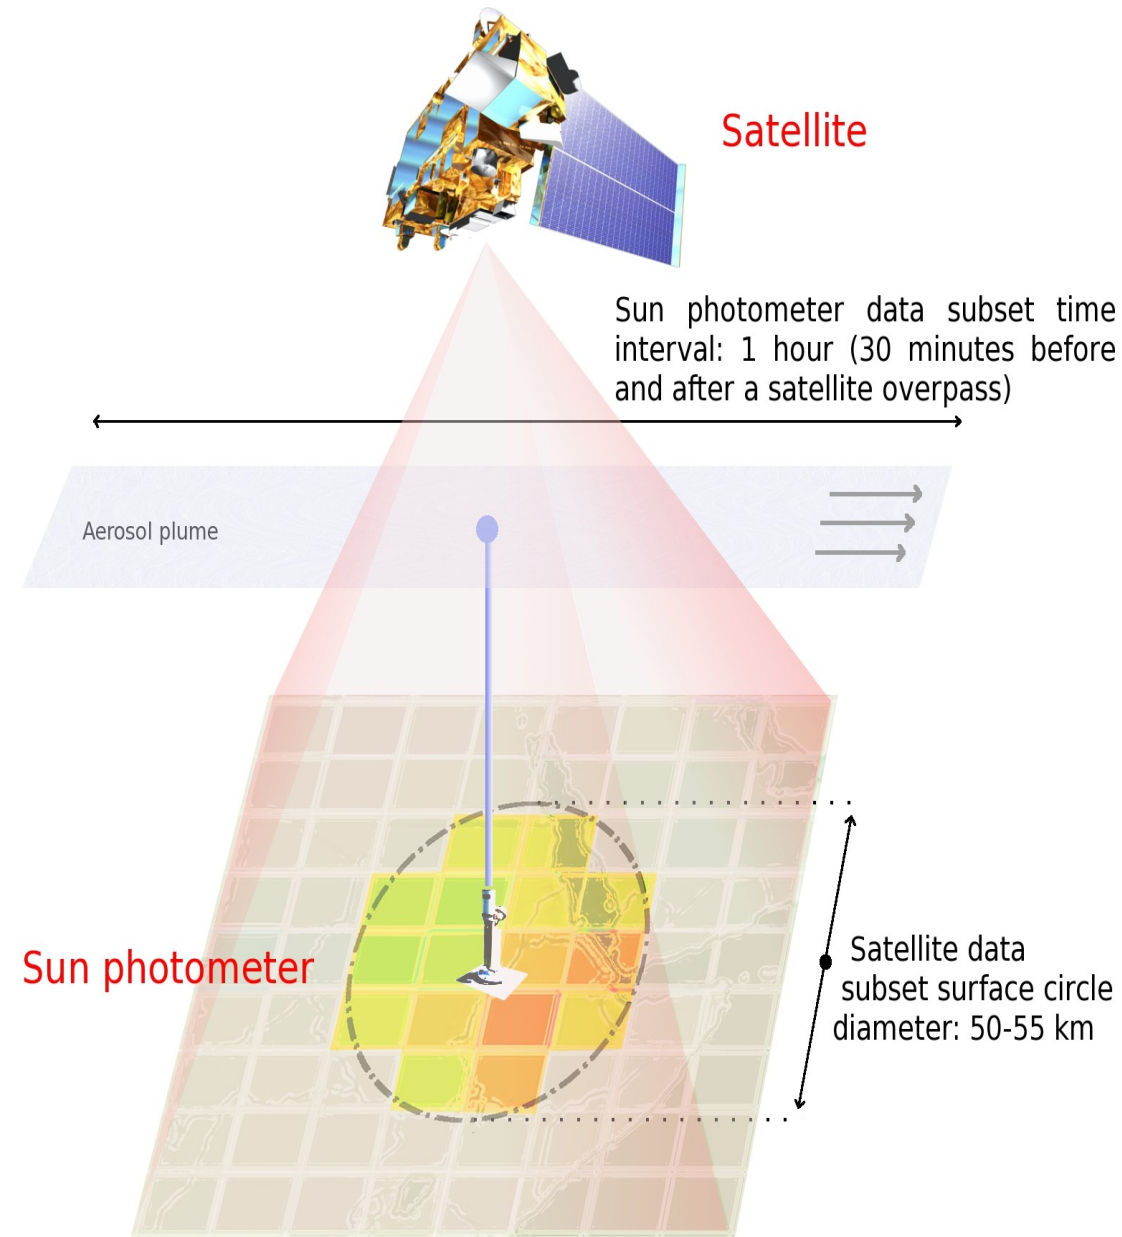 Satellite
Sun photometer data subset time
interval: 1 hour (30 minutes before
and after a satellite overpass)
Aerosol plume
Sun photometer
Satellite data
subset surface circle
diameter: 50-55 km